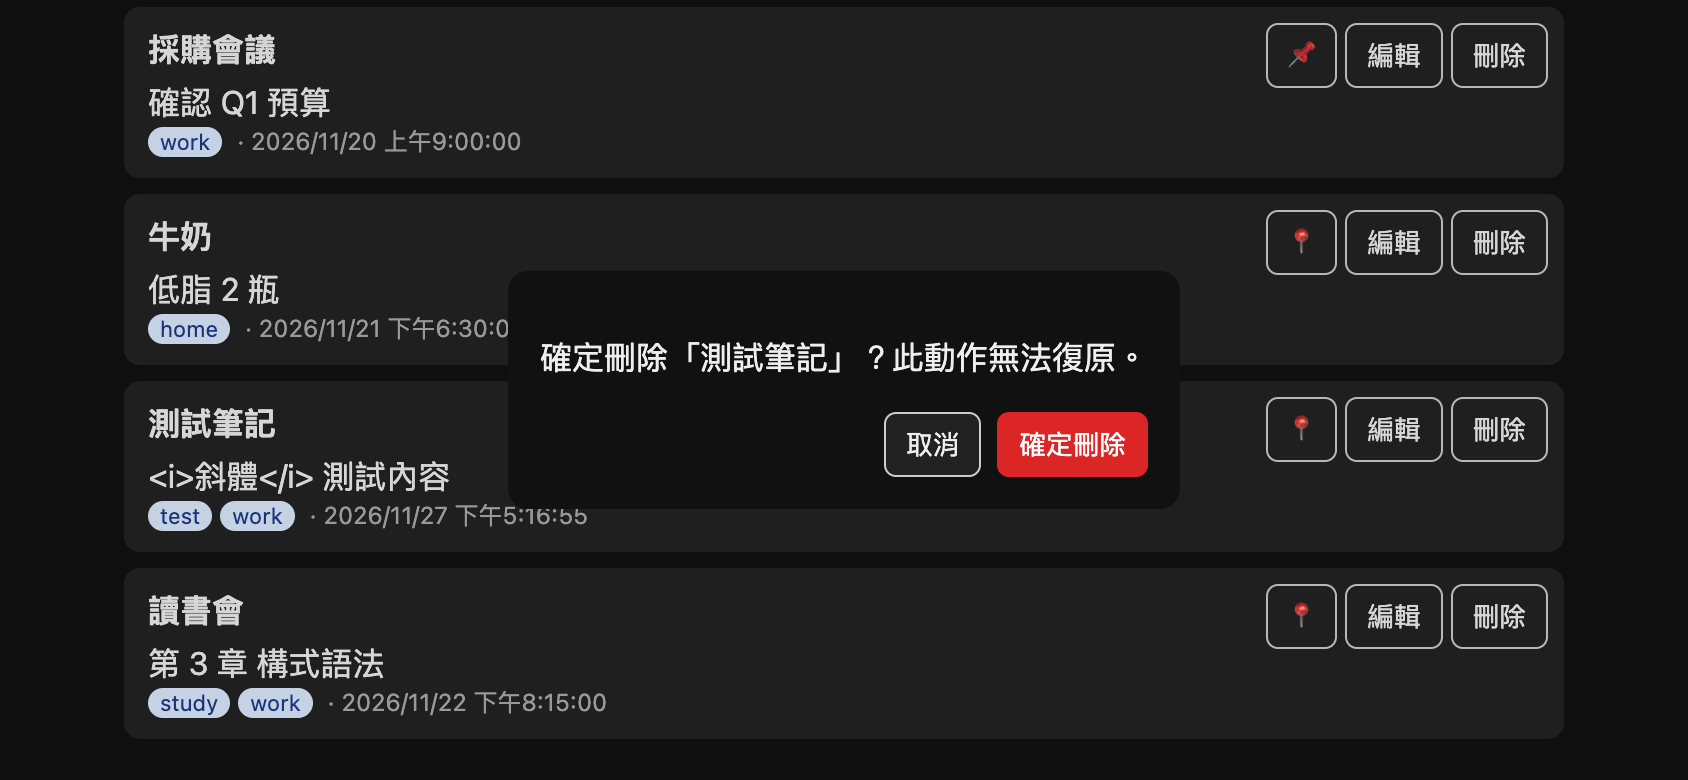 採購會議
編輯
刪除
確認 Q1 預算
work · 2026/11/20 上午9:00:00
牛奶
編輯
刪除
低脂 2 瓶
home · 2026/11/21 下午6:30:0
確定刪除「測試筆記」？此動作無法復原。
取消
確定刪除
測試筆記
編輯
刪除
<i>斜體</i> 測試內容
test work · 2026/11/27 下午5:16:55
讀書會
編輯
刪除
第 3 章 構式語法
study work · 2026/11/22 下午8:15:00